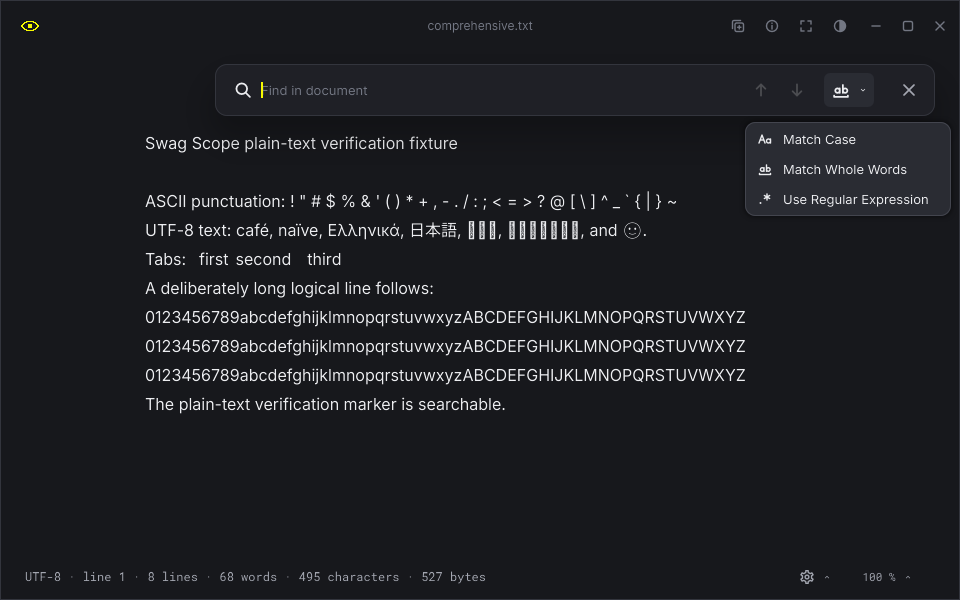 comprehensive.txt
Find in document
ab
Aa Match Case
ab Match Whole Words
.* Use Regular Expression
Swag Scope plain-text verification fixture
ASCII punctuation: ! " # $ % & ' ( ) * + , - . / : ; < = > ? @ [ \ ] ^ _ ` { | } ~
UTF-8 text: café, naïve, Ελληνικά, 日本語, , , and 🙂.
Tabs: first second third
A deliberately long logical line follows:
0123456789abcdefghijklmnopqrstuvwxyzABCDEFGHIJKLMNOPQRSTUVWXYZ
0123456789abcdefghijklmnopqrstuvwxyzABCDEFGHIJKLMNOPQRSTUVWXYZ
0123456789abcdefghijklmnopqrstuvwxyzABCDEFGHIJKLMNOPQRSTUVWXYZ
The plain-text verification marker is searchable.
UTF-8 · line 1 · 8 lines · 68 words · 495 characters · 527 bytes
100 %